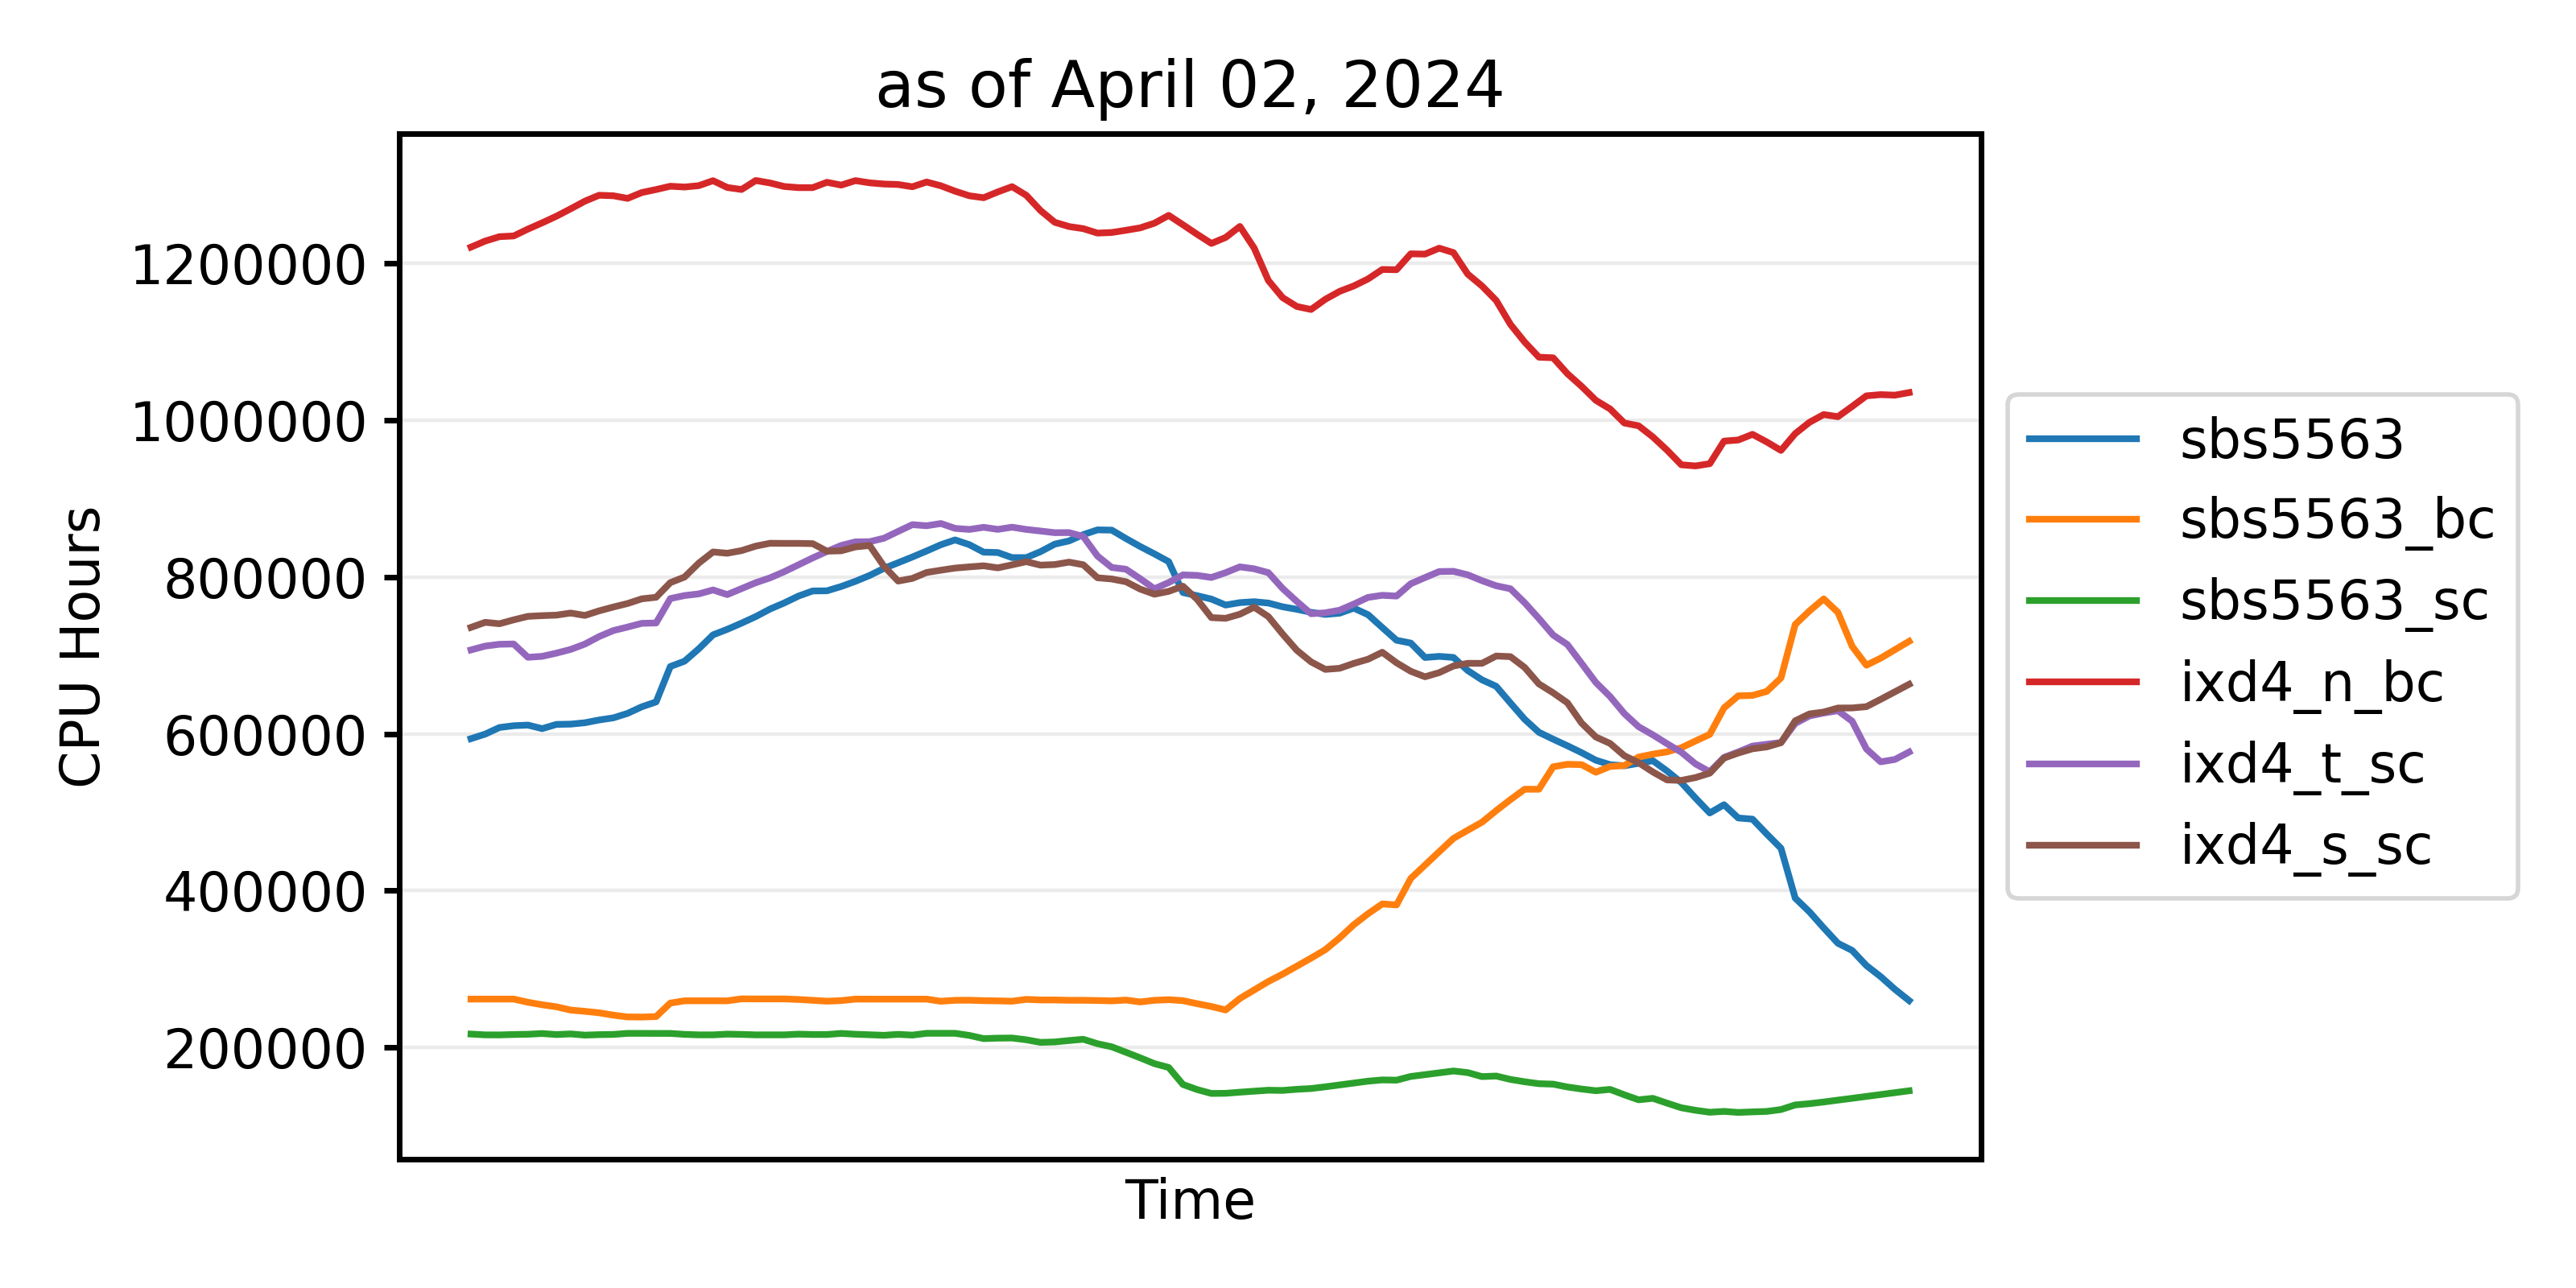 as of April 02, 2024
CPU Hours
1200000
1000000
800000
600000
400000
200000
Time
sbs5563
sbs5563_bc
sbs5563_sc
ixd4_n_bc
ixd4_t_sc
ixd4_s_sc